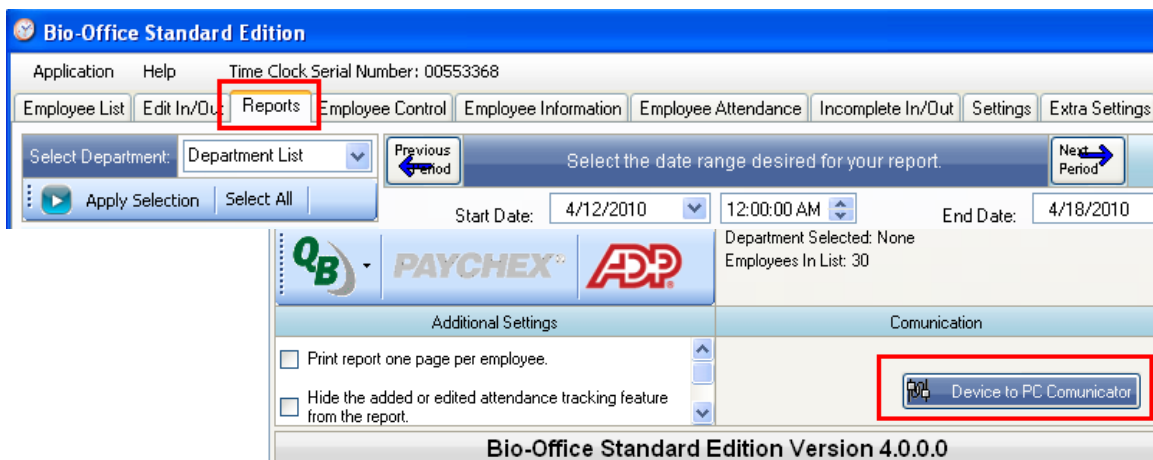 Bio-Office Standard Edition
Application Help Time Clock Serial Number: 00553368
Employee List Edit In/Out Reports Employee Control Employee Information Employee Attendance Incomplete In/Out Settings Extra Settings
Select Department: Department List Previous Period Select the date range desired for your report. Next Period
Apply Selection Select All
Start Date: 4/12/2010 12:00:00 AM End Date: 4/18/2010
QB PAYCHEX® ADP
Department Selected: None
Employees In List: 30
Additional Settings Comunication
Print report one page per employee.
Hide the added or edited attendance tracking feature
from the report.
Device to PC Comunicator
Bio-Office Standard Edition Version 4.0.0.0